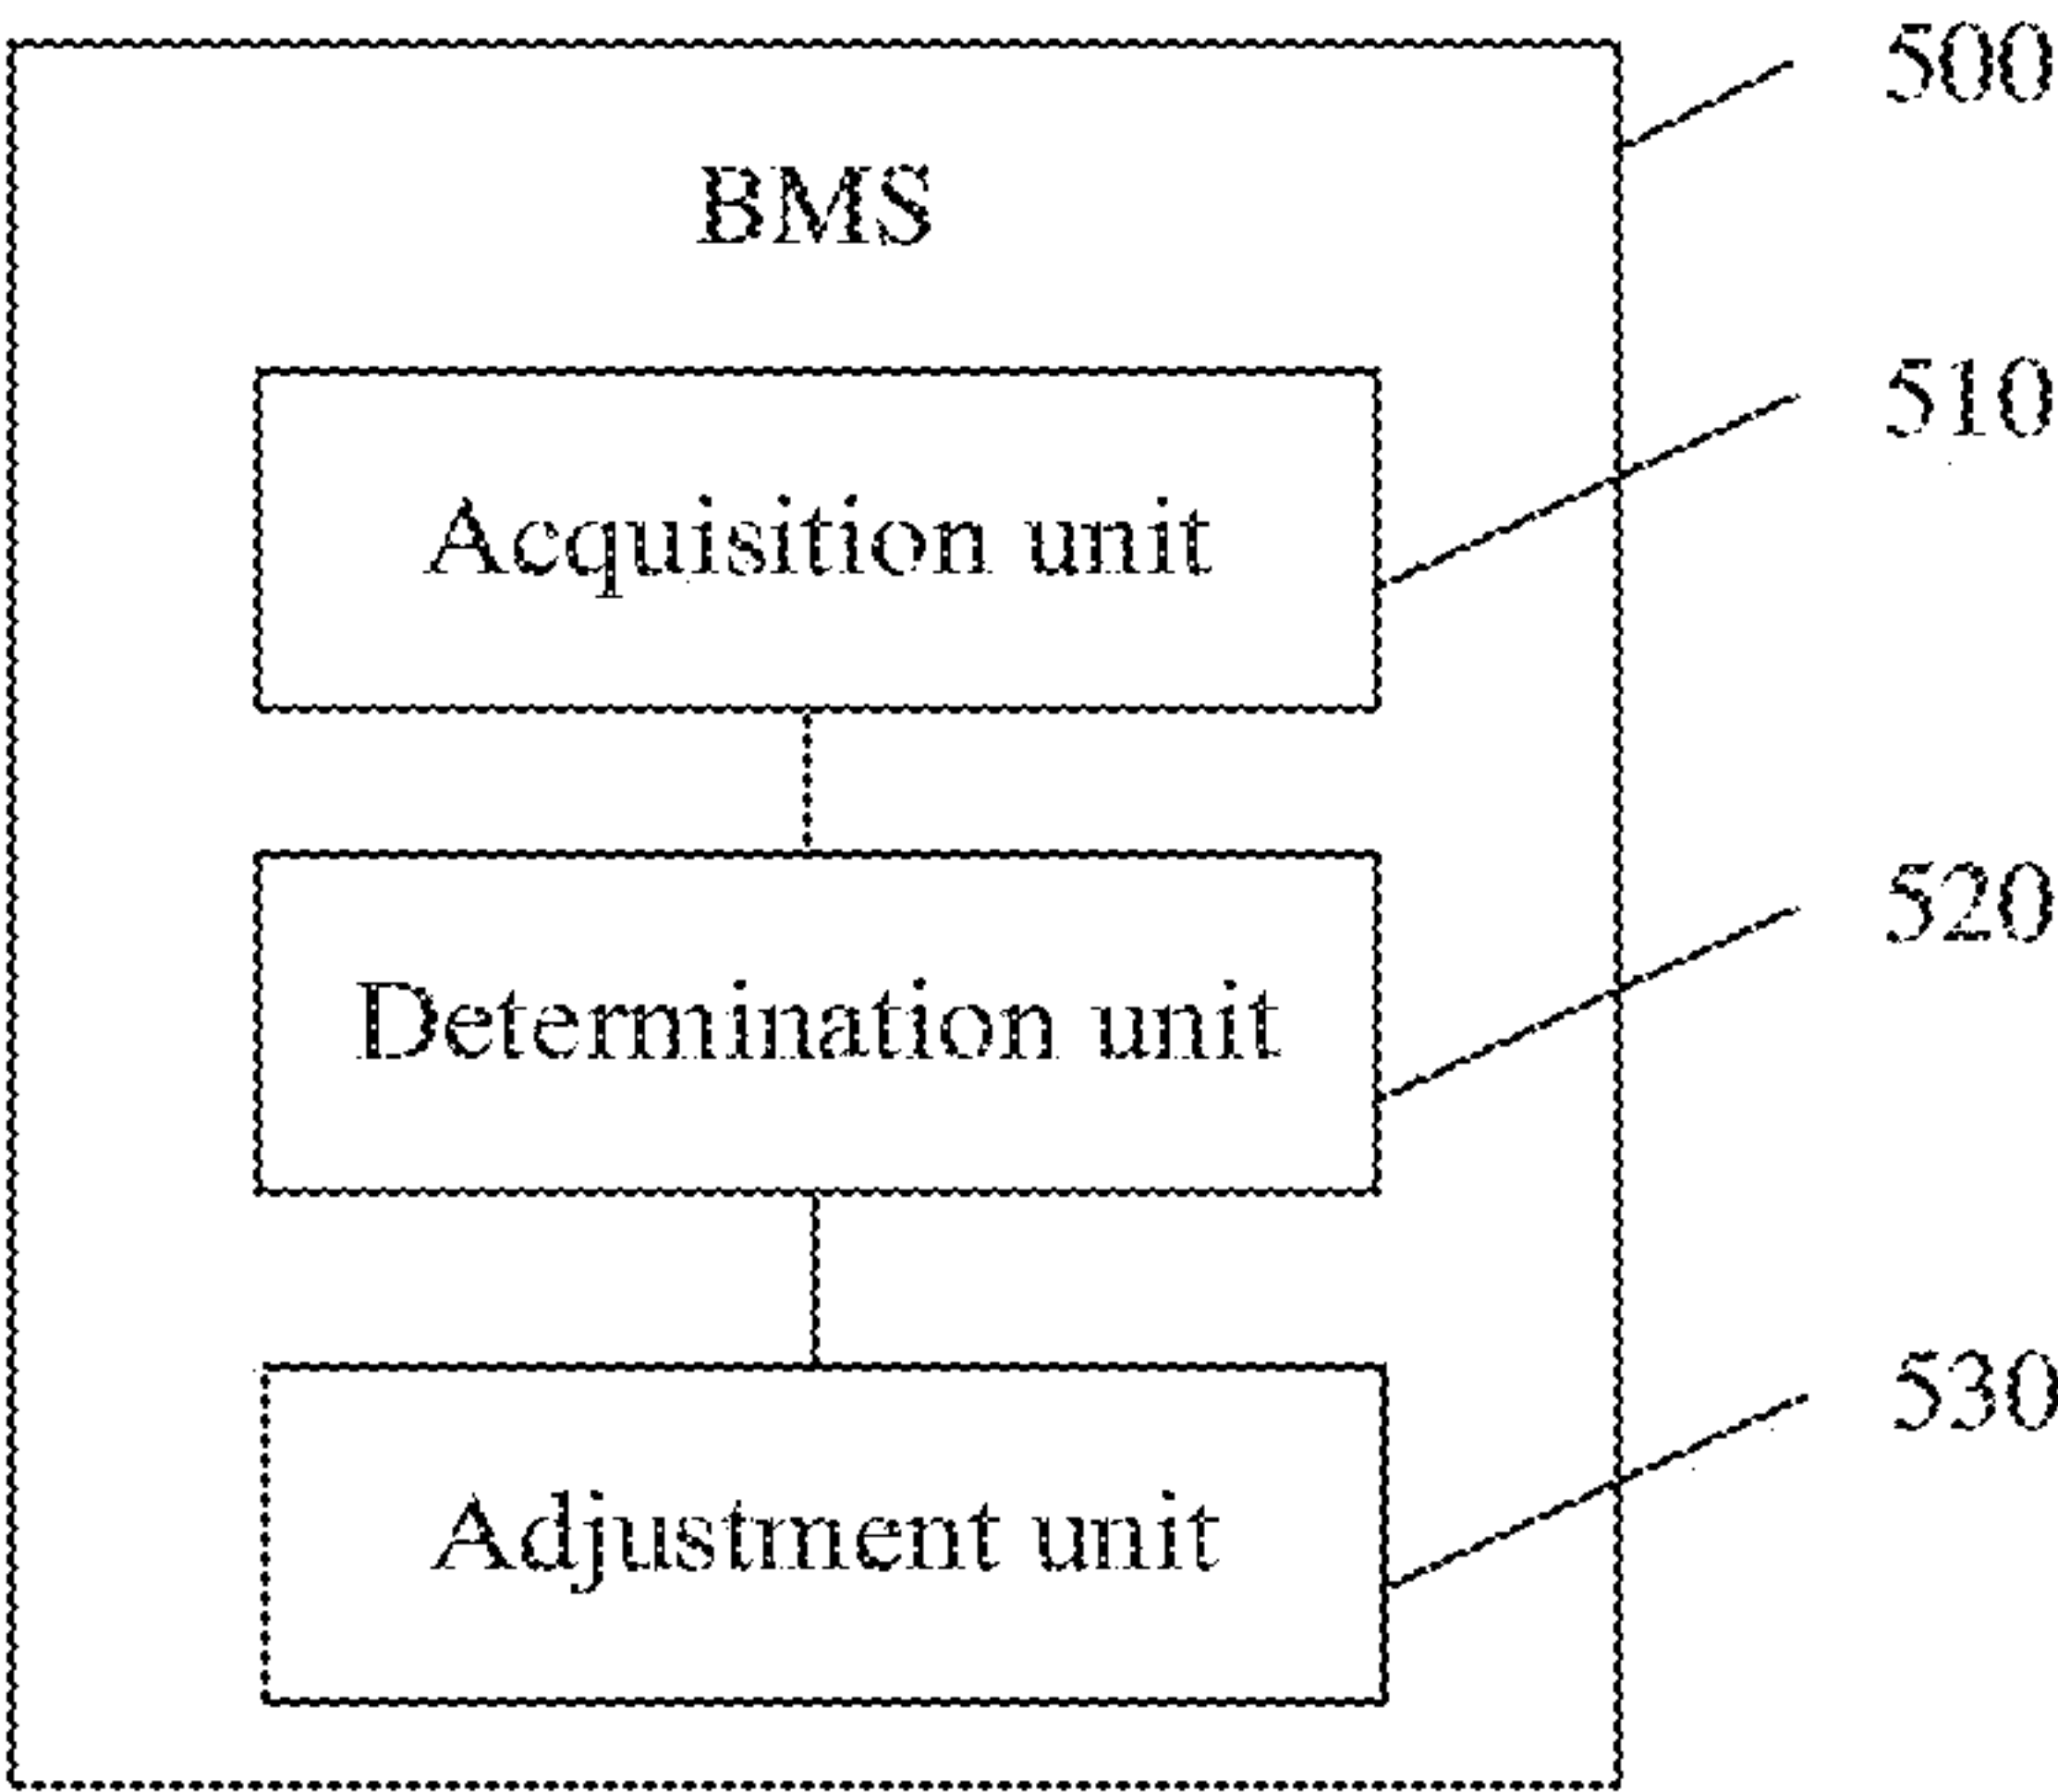 500
BMS
510
Acquisition unit
520
Determination unit
530
Adjustment unit